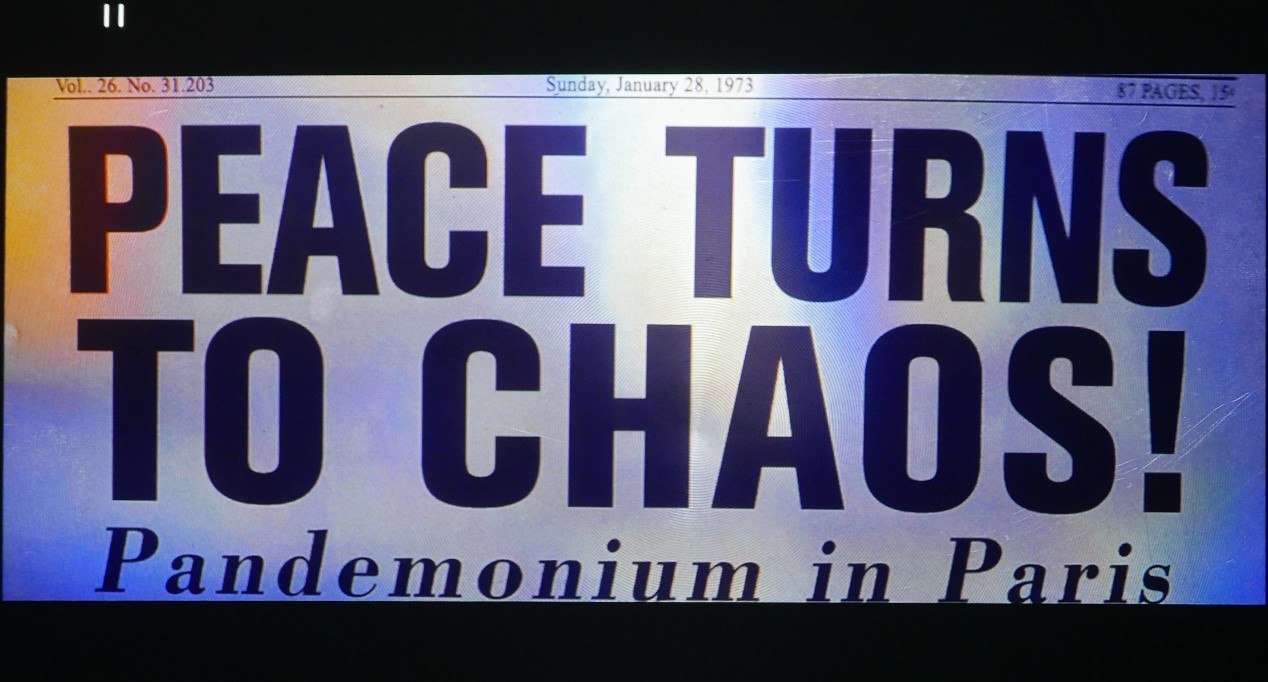 Vol.. 26. No. 31.203 Sunday, January 28, 1973 87 PAGES, 15¢
PEACE TURNS
TO CHAOS!
Pandemonium in Paris